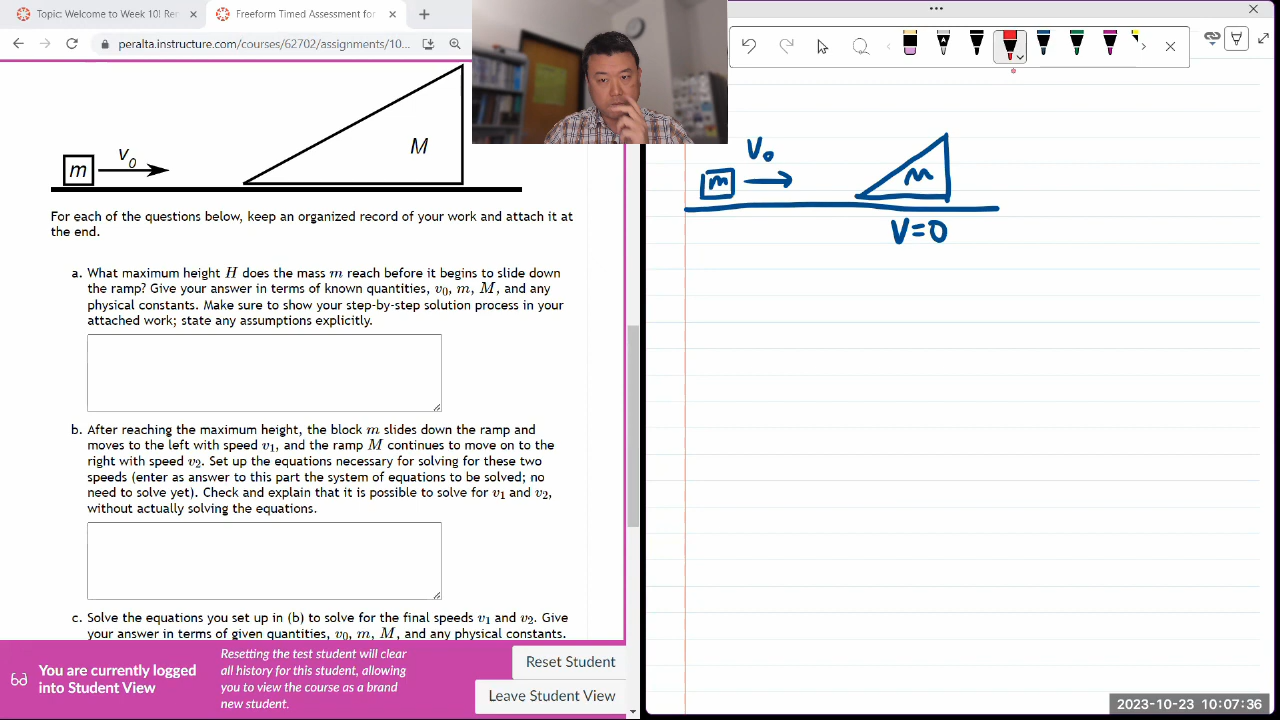 Topic: Welcome to Week 10! Re
Freeform Timed Assessment for
peralta.instructure.com/courses/62702/assignments/10...
m
v0
M
For each of the questions below, keep an organized record of your work and attach it at
the end.
a. What maximum height H does the mass m reach before it begins to slide down
the ramp? Give your answer in terms of known quantities, v0, m, M, and any
physical constants. Make sure to show your step-by-step solution process in your
attached work; state any assumptions explicitly.
b. After reaching the maximum height, the block m slides down the ramp and
moves to the left with speed v1, and the ramp M continues to move on to the
right with speed v2. Set up the equations necessary for solving for these two
speeds (enter as answer to this part the system of equations to be solved; no
need to solve yet). Check and explain that it is possible to solve for v1 and v2,
without actually solving the equations.
c. Solve the equations you set up in (b) to solve for the final speeds v1 and v2. Give
your answer in terms of given quantities, v0, m, M, and any physical constants.
You are currently logged
into Student View
Resetting the test student will clear
all history for this student, allowing
you to view the course as a brand
new student.
Reset Student
Leave Student View
V0
m
M
V=0
2023-10-23 10:07:36